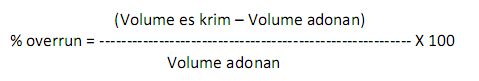 (Volume es krim – Volume adonan)
% overrun = ------------------------------------------------------------ X 100
Volume adonan